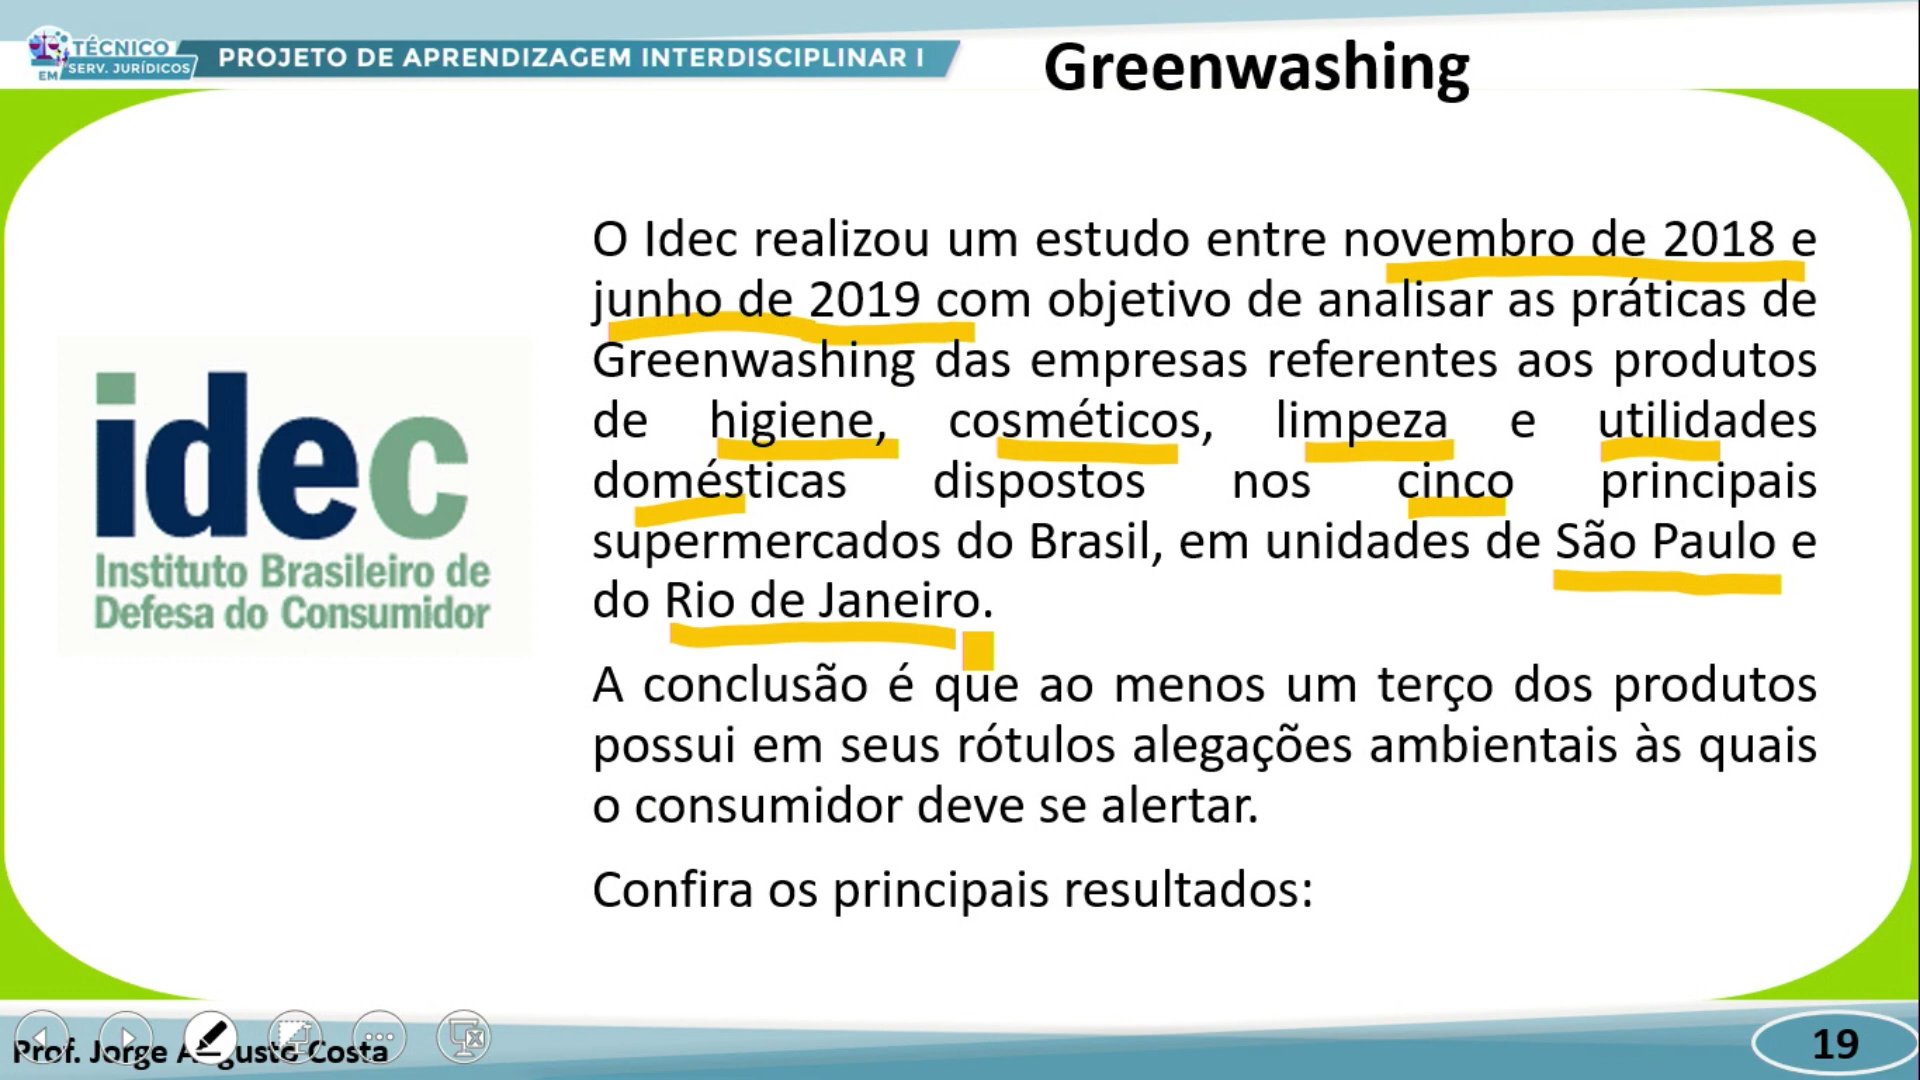 TÉCNICO
EM SERV. JURÍDICOS
PROJETO DE APRENDIZAGEM INTERDISCIPLINAR I
Greenwashing
O Idec realizou um estudo entre novembro de 2018 e
junho de 2019 com objetivo de analisar as práticas de
Greenwashing das empresas referentes aos produtos
de higiene, cosméticos, limpeza e utilidades
domésticas dispostos nos cinco principais
supermercados do Brasil, em unidades de São Paulo e
do Rio de Janeiro.
A conclusão é que ao menos um terço dos produtos
possui em seus rótulos alegações ambientais às quais
o consumidor deve se alertar.
Confira os principais resultados:
idec
Instituto Brasileiro de
Defesa do Consumidor
Prof. Jorge Augusto Costa
19